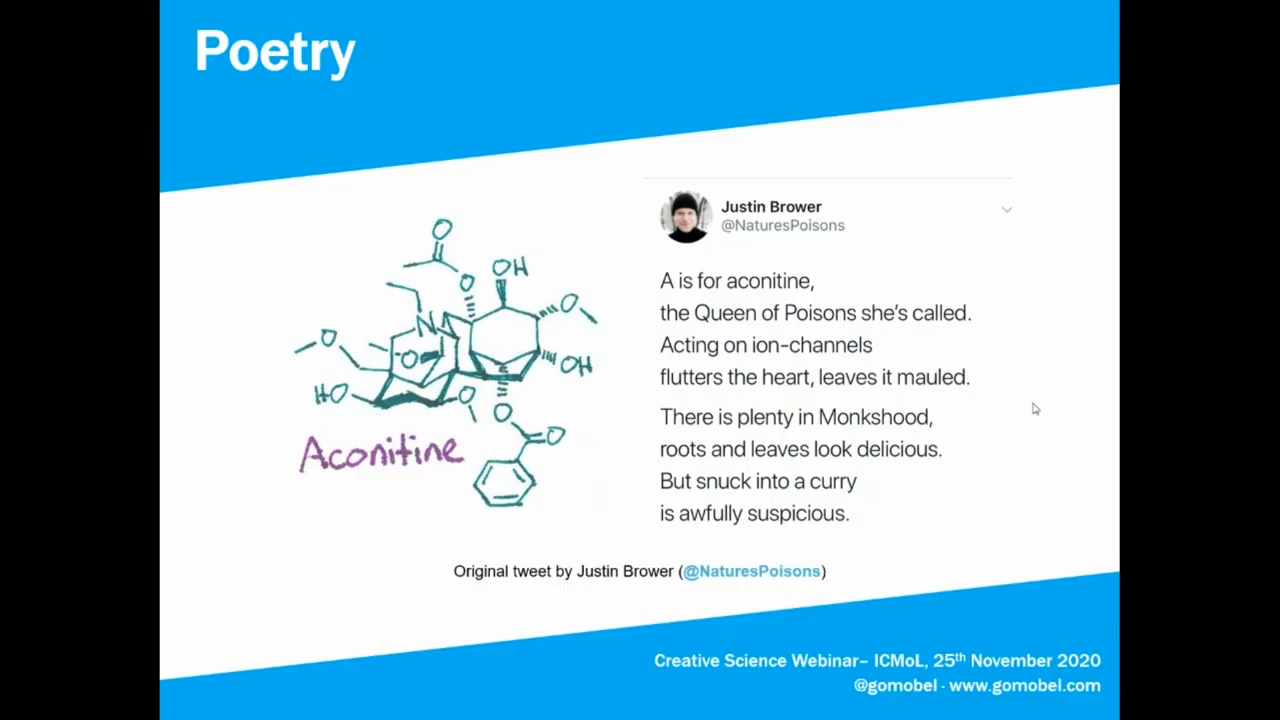 Poetry
Justin Brower
@NaturesPoisons
A is for aconitine,
the Queen of Poisons she's called.
Acting on ion-channels
flutters the heart, leaves it mauled.
There is plenty in Monkshood,
roots and leaves look delicious.
But snuck into a curry
is awfully suspicious.
O
O
OH
O
N
O
O
OH
HO
O
O
O
Aconitine
Original tweet by Justin Brower (@NaturesPoisons)
Creative Science Webinar– ICMoL, 25th November 2020
@gomobel - www.gomobel.com